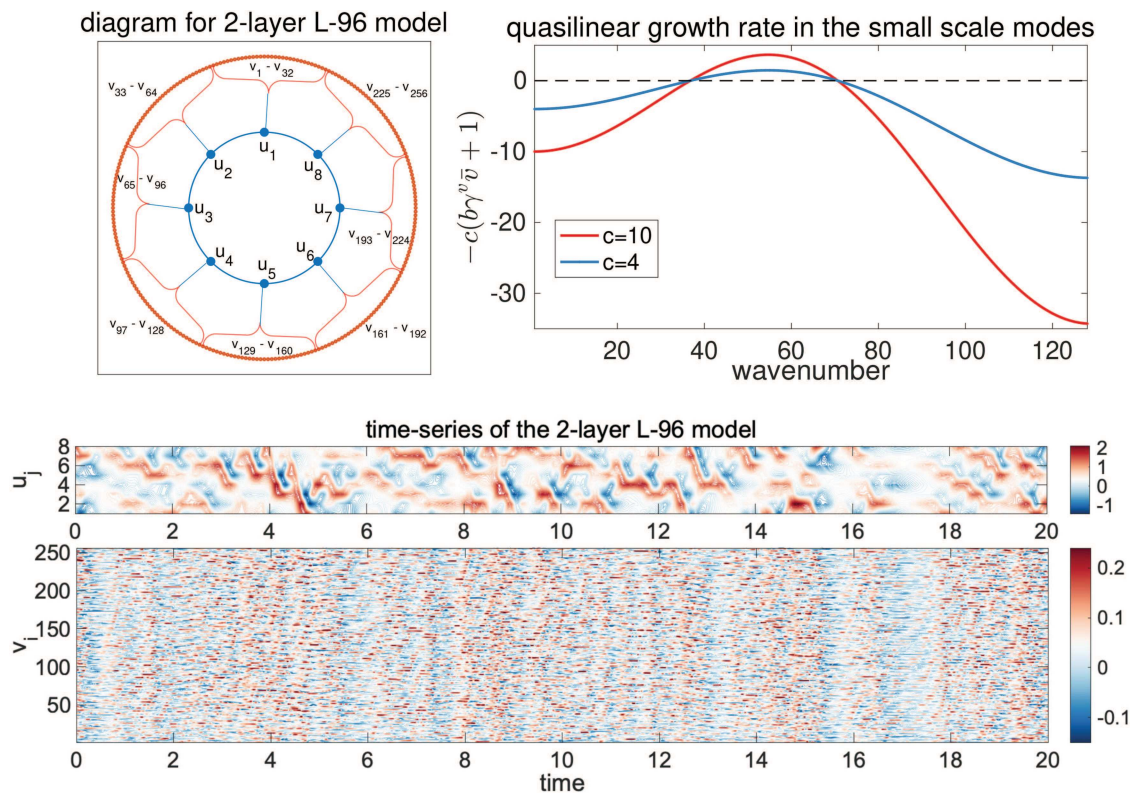 diagram for 2-layer L-96 model
v1 - v32
v33 - v64
v225 - v256
u1
u2
u8
v65 - v96
u3
u7
v193 - v224
u4
u6
u5
v97 - v128
v129 - v160
v161 - v192
quasilinear growth rate in the small scale modes
0
-10
-20
-30
−c(bγ^v v̄ + 1)
c=10
c=4
20 40 60 80 100 120
wavenumber
time-series of the 2-layer L-96 model
8
6
4
2
uj
0 2 4 6 8 10 12 14 16 18 20
2
1
0
-1
250
200
150
100
50
vi
0 2 4 6 8 10 12 14 16 18 20
time
0.2
0.1
0
-0.1